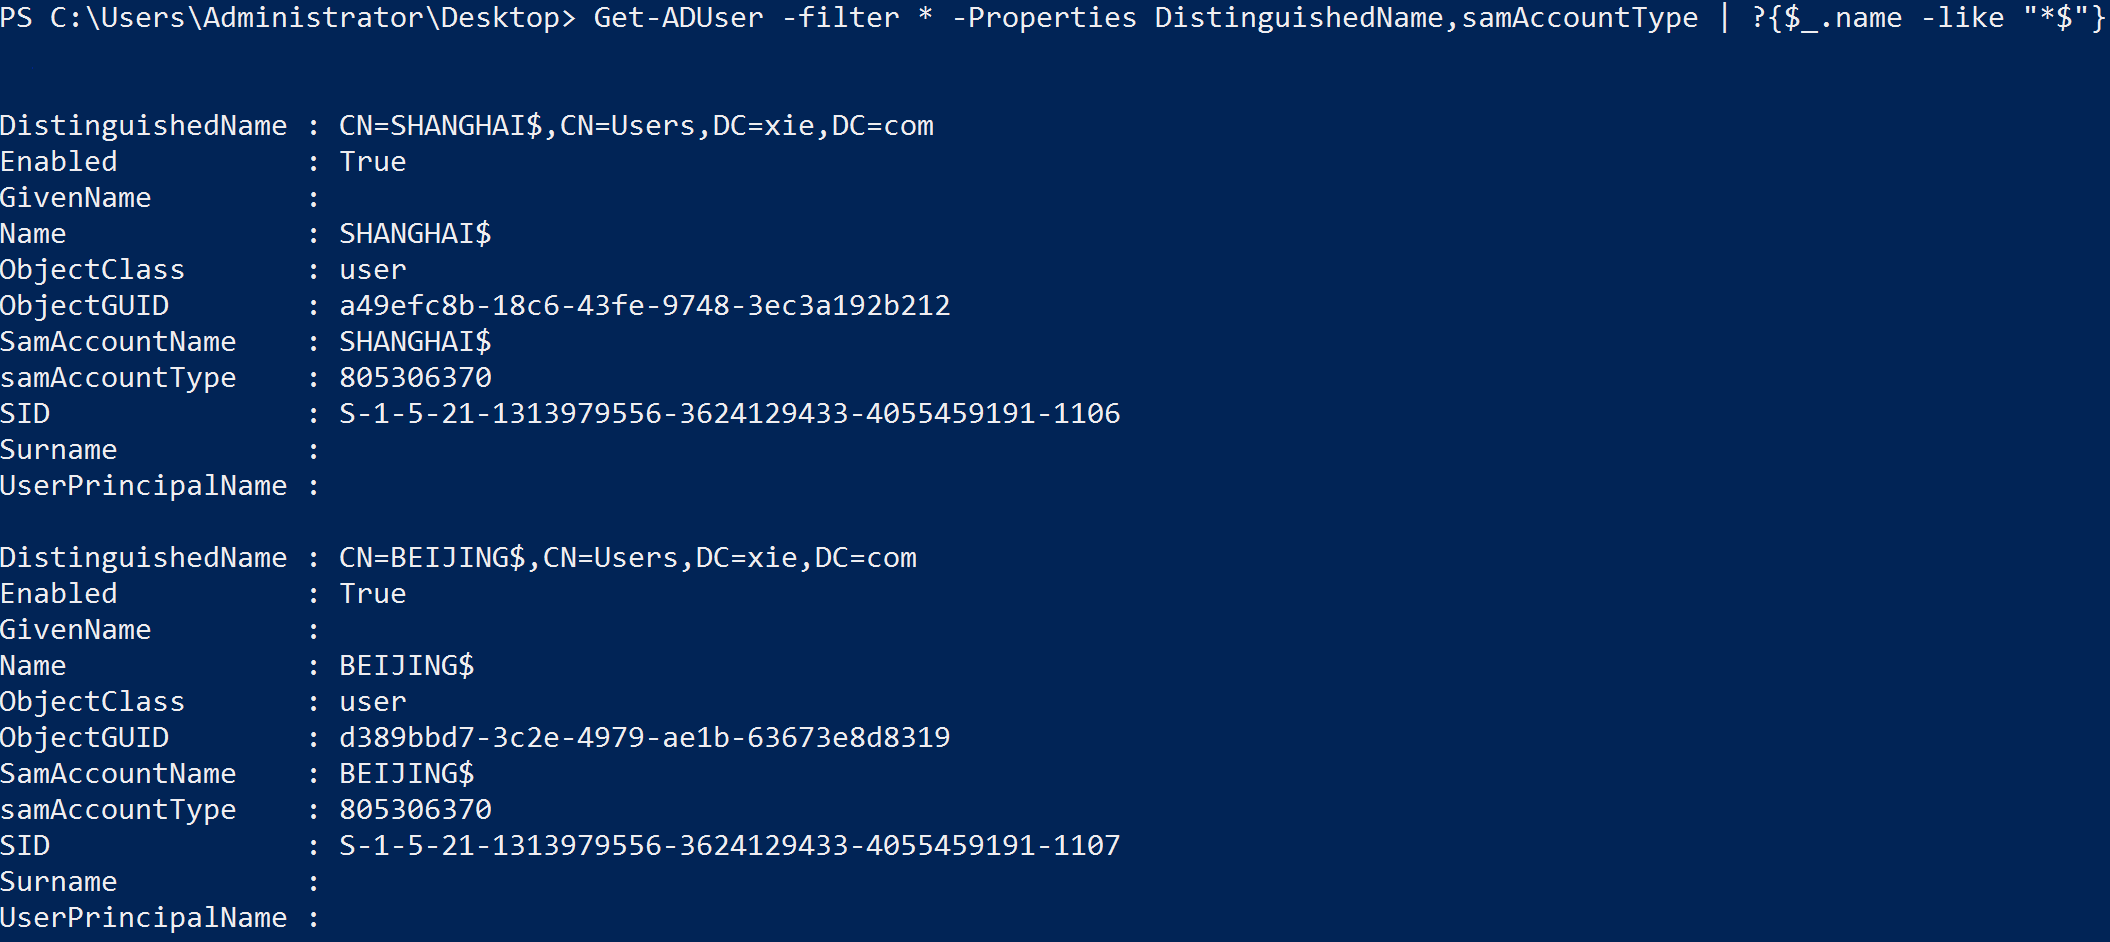 PS C:\Users\Administrator\Desktop> Get-ADUser -filter * -Properties DistinguishedName,samAccountType | ?{$_.name -like "*$"}
DistinguishedName : CN=SHANGHAI$,CN=Users,DC=xie,DC=com
Enabled           : True
GivenName         :
Name              : SHANGHAI$
ObjectClass       : user
ObjectGUID        : a49efc8b-18c6-43fe-9748-3ec3a192b212
SamAccountName    : SHANGHAI$
samAccountType    : 805306370
SID               : S-1-5-21-1313979556-3624129433-4055459191-1106
Surname           :
UserPrincipalName :
DistinguishedName : CN=BEIJING$,CN=Users,DC=xie,DC=com
Enabled           : True
GivenName         :
Name              : BEIJING$
ObjectClass       : user
ObjectGUID        : d389bbd7-3c2e-4979-ae1b-63673e8d8319
SamAccountName    : BEIJING$
samAccountType    : 805306370
SID               : S-1-5-21-1313979556-3624129433-4055459191-1107
Surname           :
UserPrincipalName :